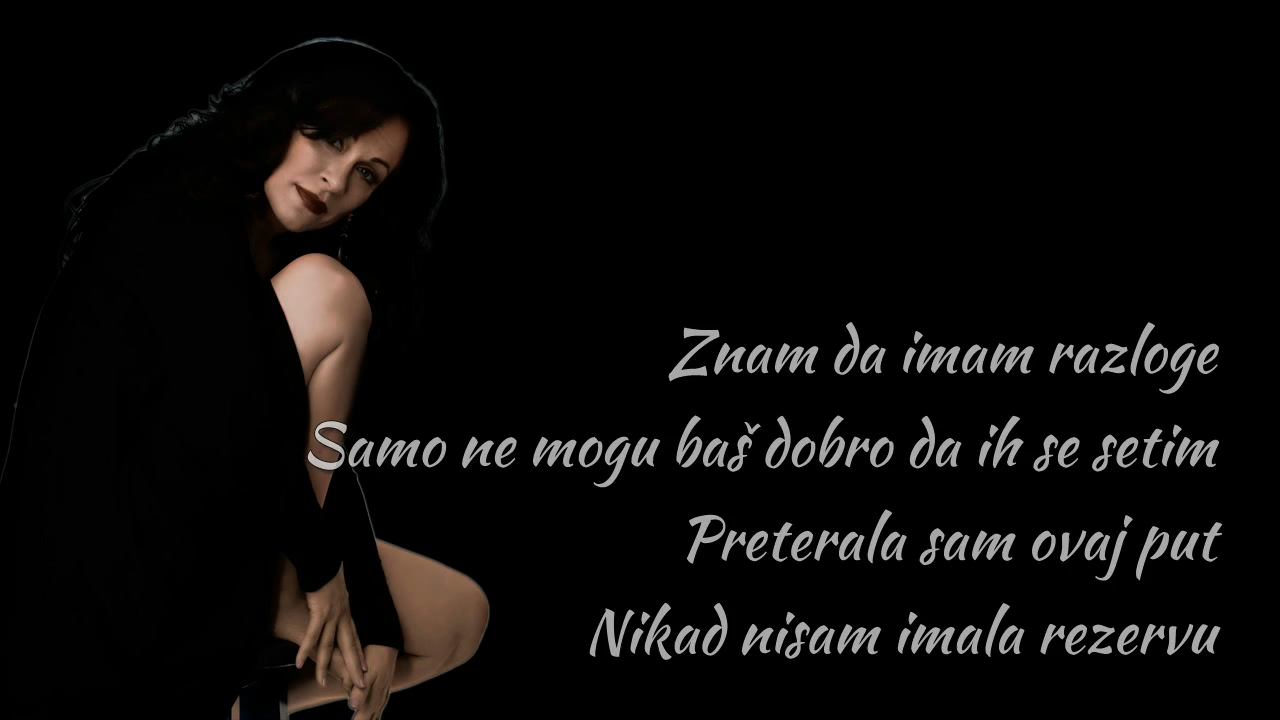 Znam da imam razloge
Samo ne mogu baš dobro da ih se setim
Preterala sam ovaj put
Nikad nisam imala rezervu